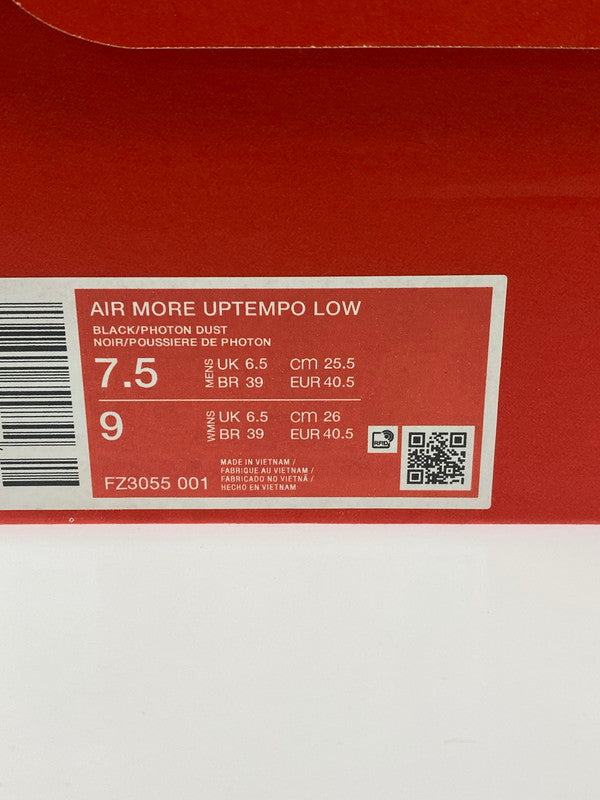 AIR MORE UPTEMPO LOW
BLACK/PHOTON DUST
NOIR/POUSSIERE DE PHOTON
7.5 MENS UK 6.5 cm 25.5
BR 39 EUR 40.5
9 WMNS UK 6.5 cm 26
BR 39 EUR 40.5
RFID
MADE IN VIETNAM /
FABRIQUE AU VIETNAM /
FABRICADO NO VIETNÃ /
HECHO EN VIETNAM
FZ3055 001